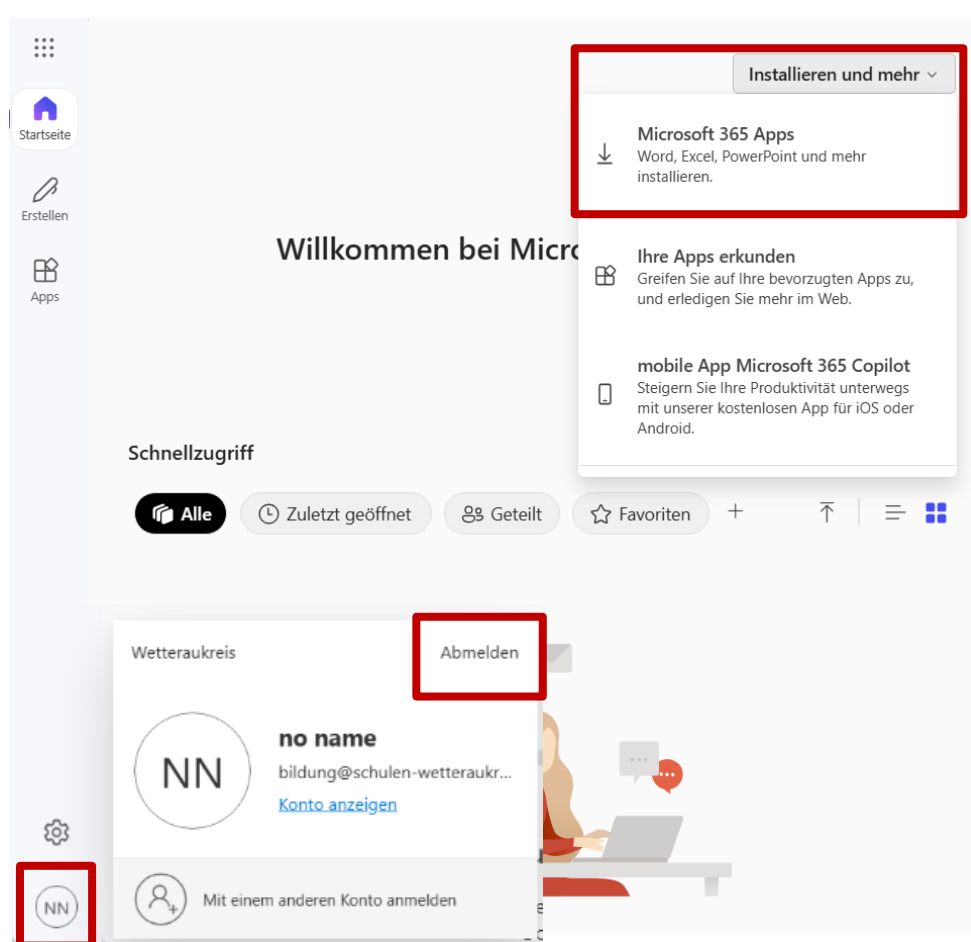 Startseite
Erstellen
Apps
Installieren und mehr
Microsoft 365 Apps
Word, Excel, PowerPoint und mehr
installieren.
Ihre Apps erkunden
Greifen Sie auf Ihre bevorzugten Apps zu,
und erledigen Sie mehr im Web.
mobile App Microsoft 365 Copilot
Steigern Sie Ihre Produktivität unterwegs
mit unserer kostenlosen App für iOS oder
Android.
Willkommen bei
Schnellzugriff
Alle
Zuletzt geöffnet
Geteilt
Favoriten
Wetteraukreis
Abmelden
NN
no name
bildung@schulen-wetteraukr...
Konto anzeigen
Mit einem anderen Konto anmelden
NN